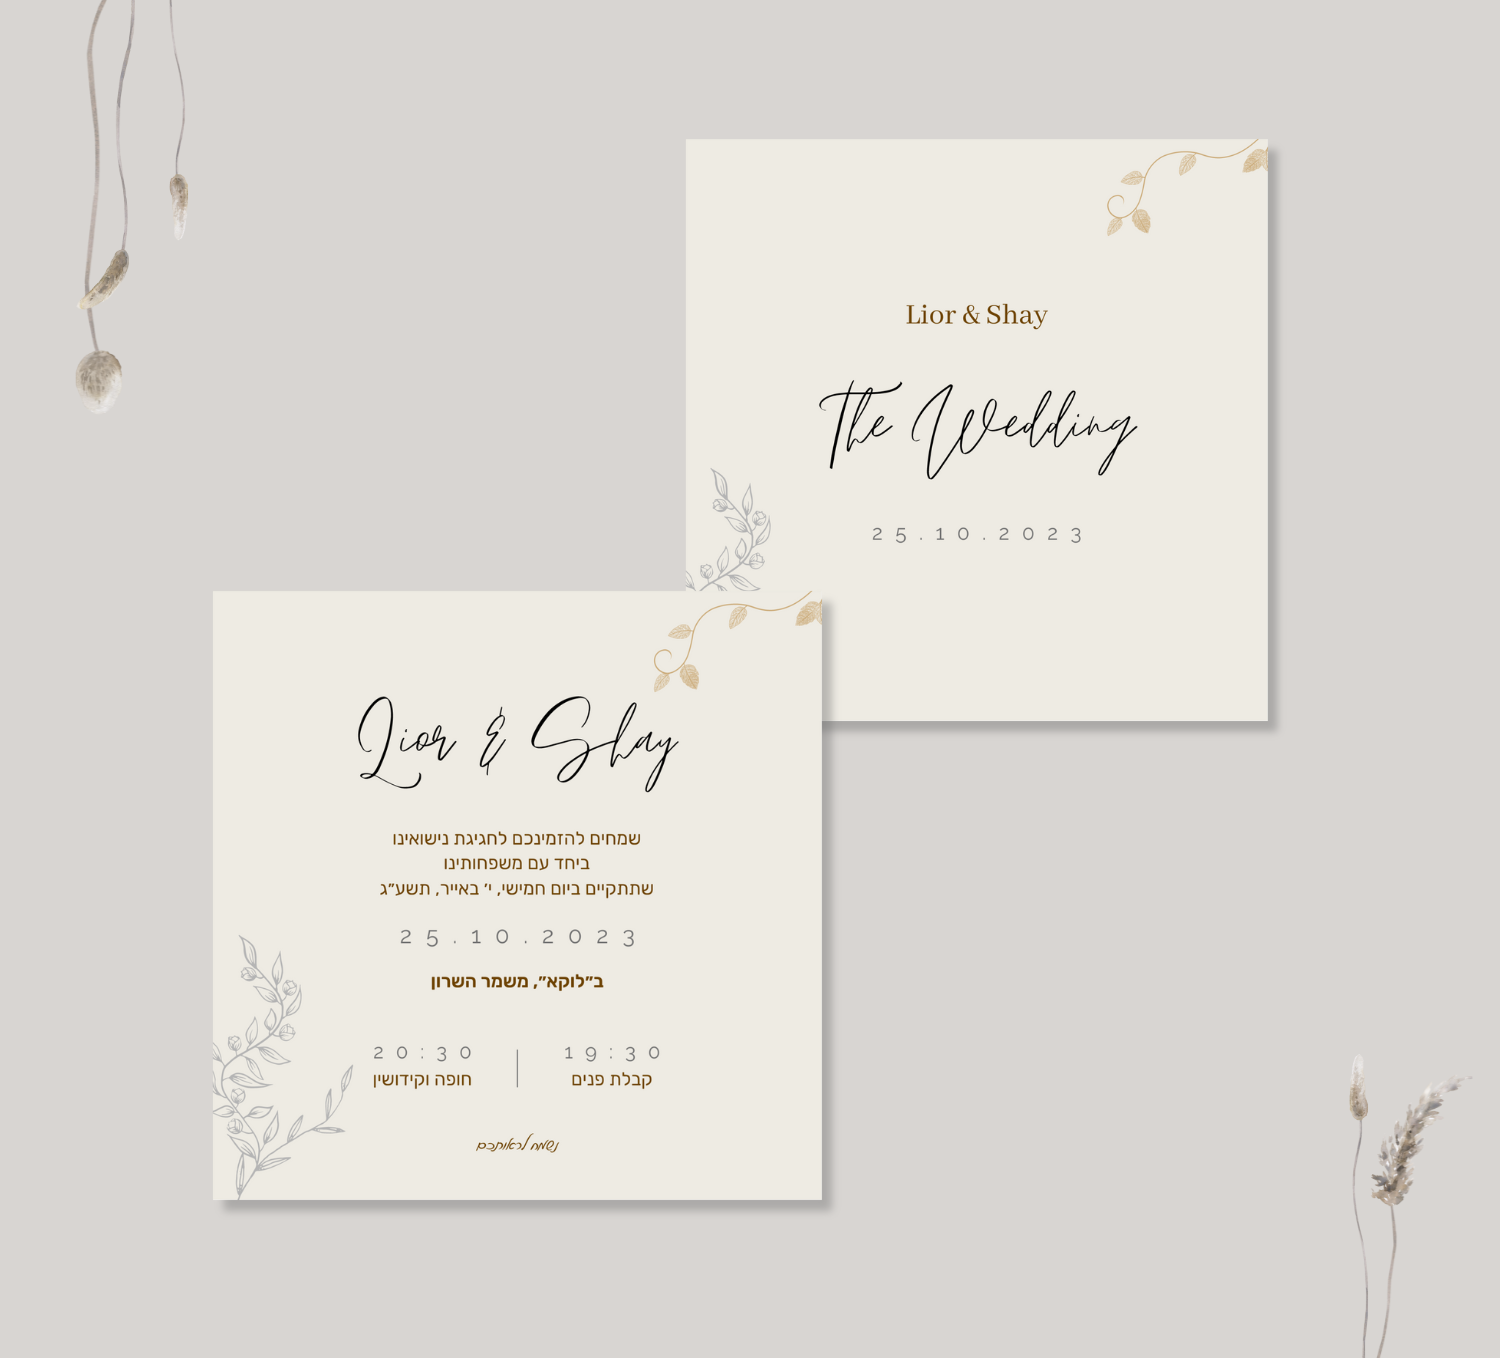 Lior & Shay
The Wedding
25.10.2023
Lior & Shay
שמחים להזמינכם לחגיגת נישואינו
ביחד עם משפחותינו
שתתקיים ביום חמישי, י׳ באייר, תשע״ג
25.10.2023
ב״לוקא״, משמר השרון
19:30
קבלת פנים
20:30
חופה וקידושין
נשמח לראותכם